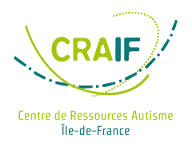 CRAIF
Centre de Ressources Autisme
Île-de-France